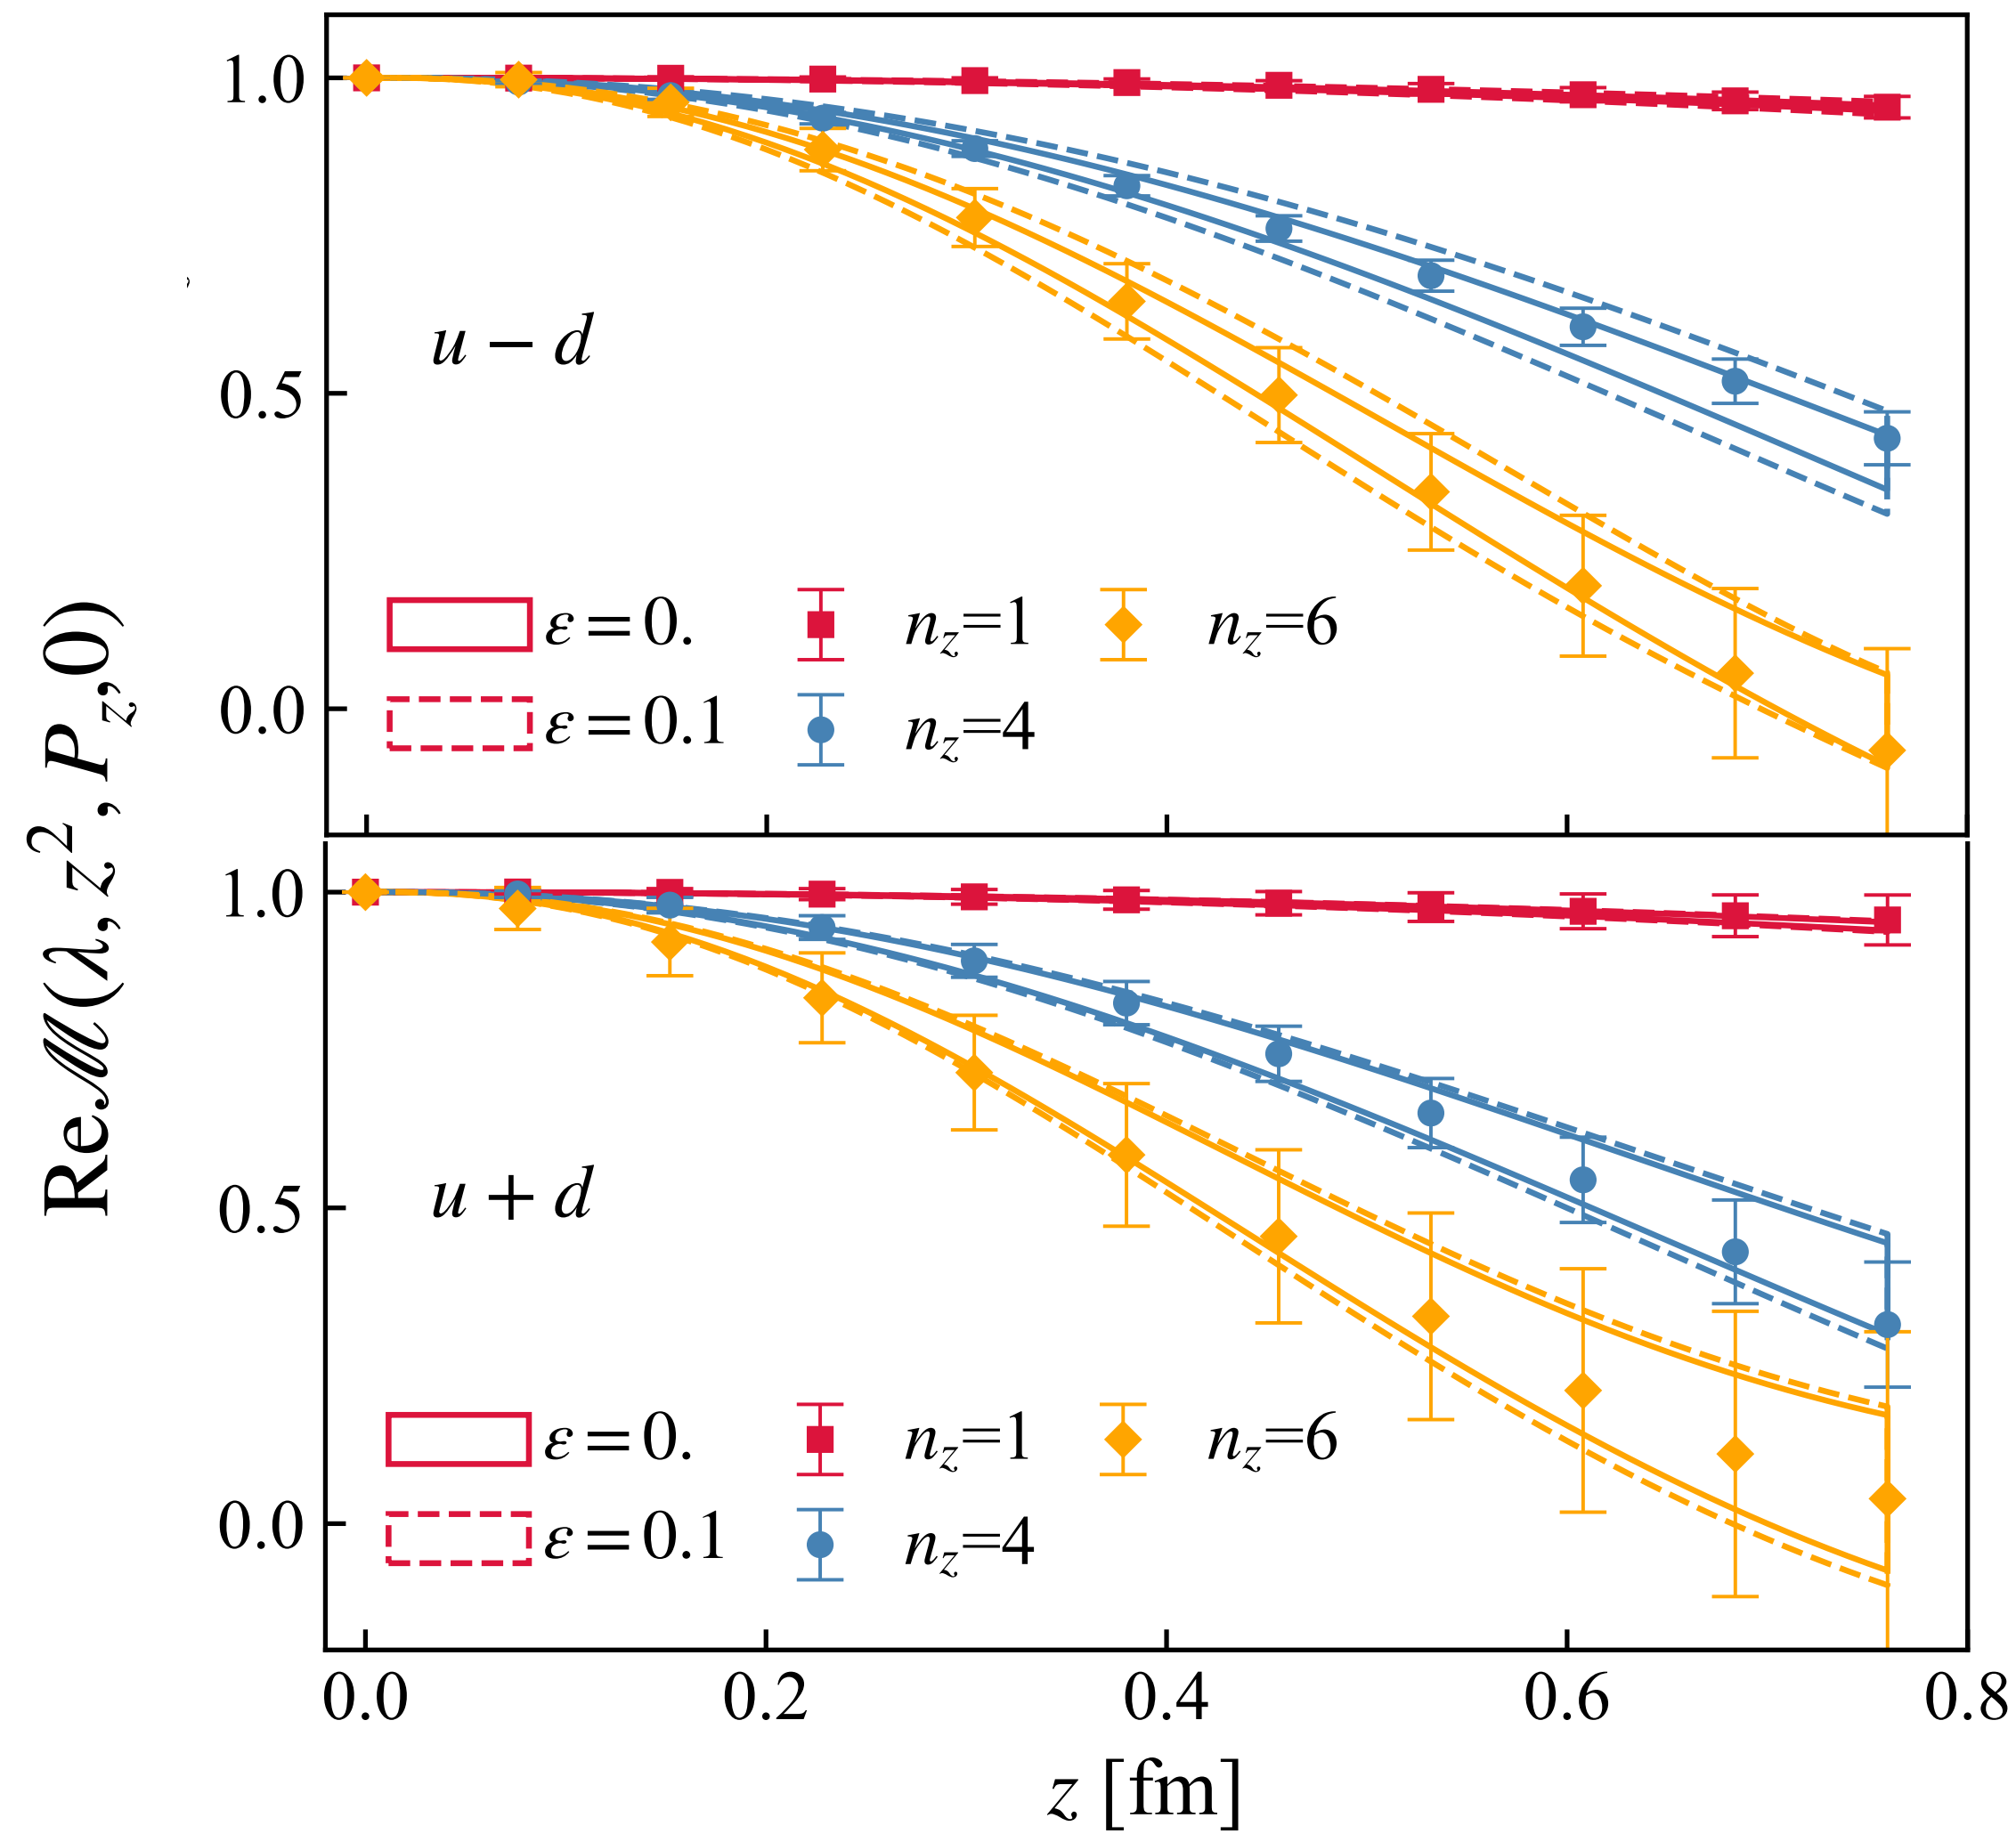 Reℳ(λ, z², P_z, 0)
1.0
0.5
0.0
u − d
ε = 0.
ε = 0.1
n_z=1
n_z=4
n_z=6
1.0
0.5
0.0
u + d
ε = 0.
ε = 0.1
n_z=1
n_z=4
n_z=6
0.0 0.2 0.4 0.6 0.8
z [fm]